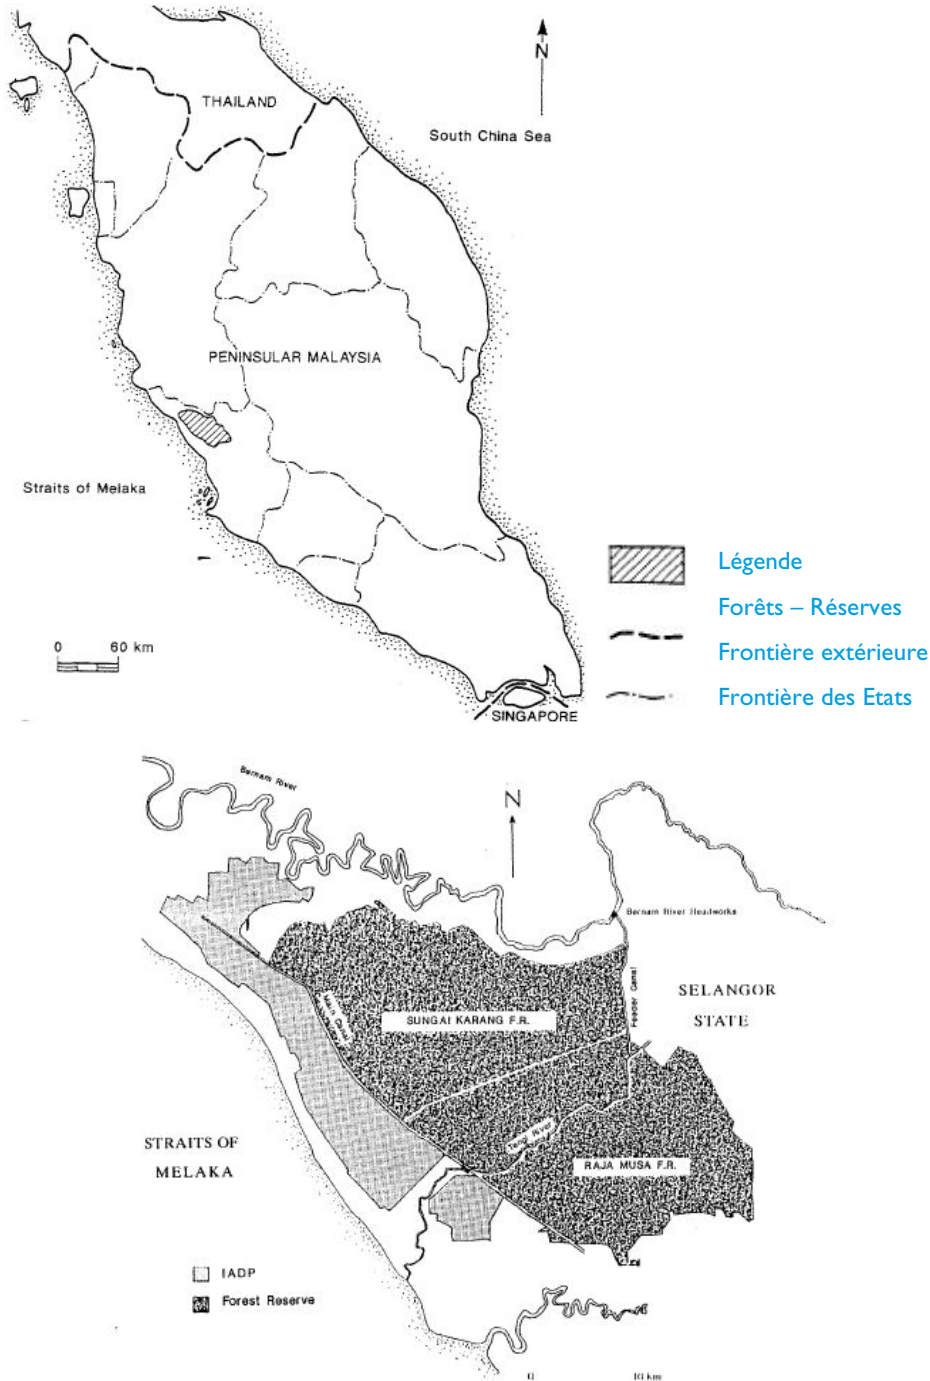 N
THAILAND
South China Sea
PENINSULAR MALAYSIA
Straits of Melaka
Légende
Forêts – Réserves
0 60 km
Frontière extérieure
Frontière des Etats
SINGAPORE
Bernam River
N
Bernam River Headworks
Feeder Canal
SELANGOR
STATE
Main Canal
SUNGAI KARANG F.R.
Tengi River
STRAITS OF
MELAKA
RAJA MUSA F.R.
IADP
Forest Reserve
0 10 km